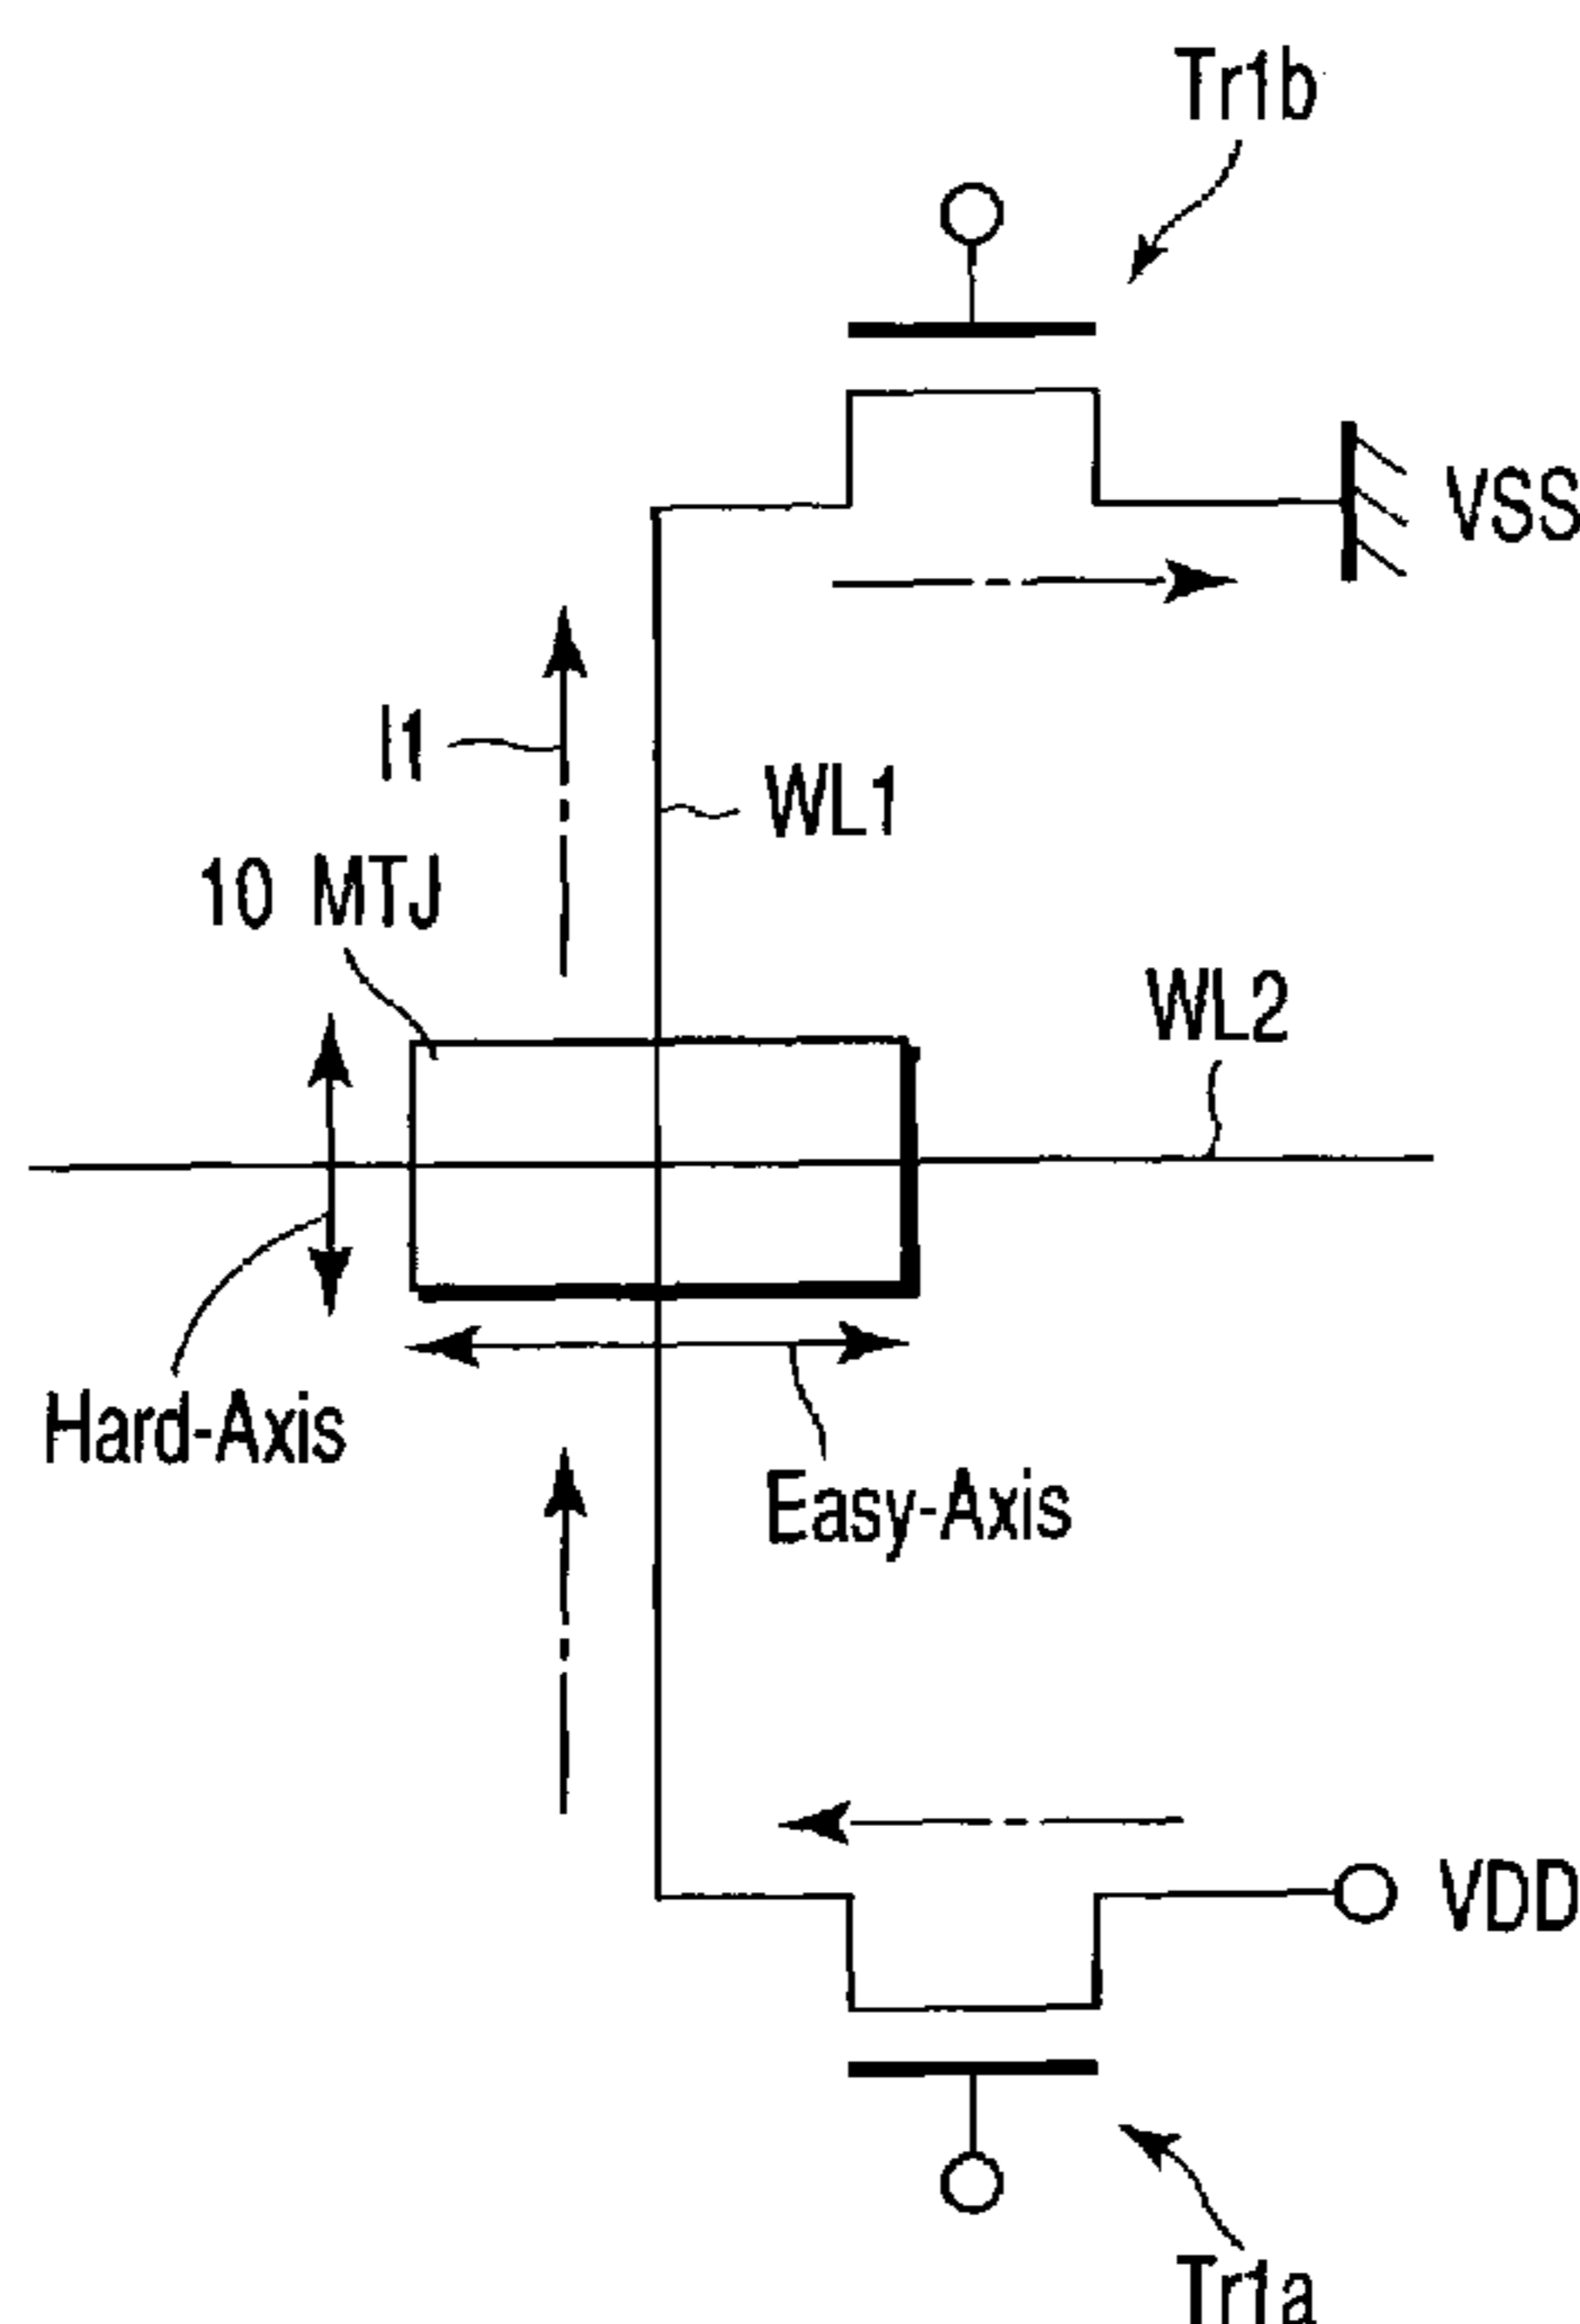 Tr1b
VSS
I1
WL1
10 MTJ
WL2
Hard-Axis
Easy-Axis
VDD
Tr1a